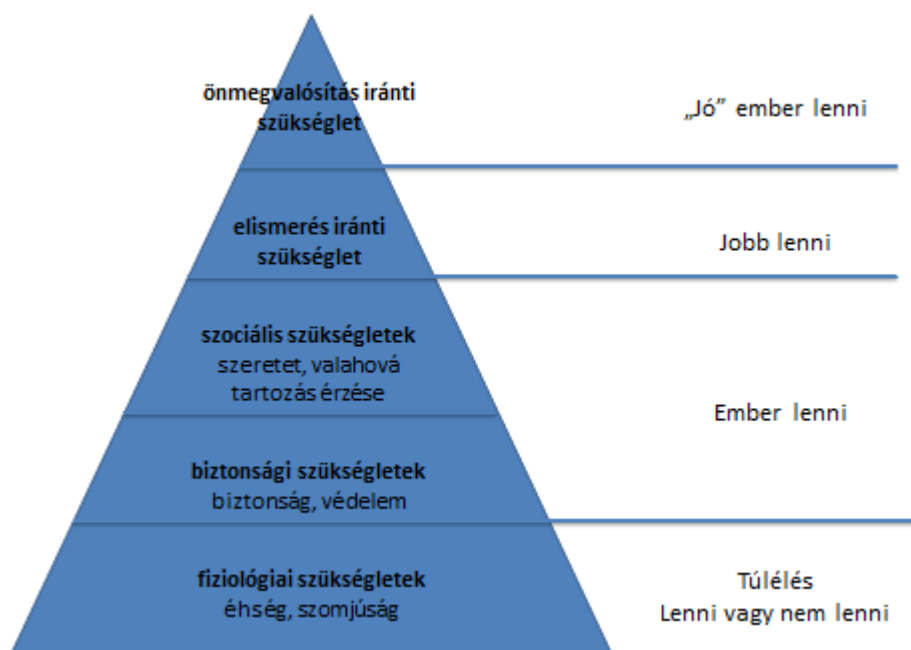 önmegvalósítás iránti
szükséglet
„Jó” ember lenni
elismerés iránti
szükséglet
Jobb lenni
szociális szükségletek
szeretet, valahová
tartozás érzése
Ember lenni
biztonsági szükségletek
biztonság, védelem
fiziológiai szükségletek
éhség, szomjúság
Túlélés
Lenni vagy nem lenni